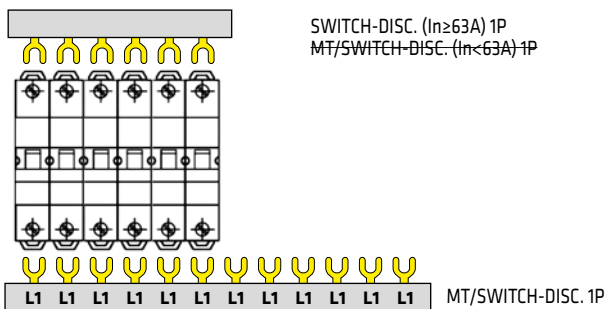 SWITCH-DISC. (In≥63A) 1P
MT/SWITCH-DISC. (In<63A) 1P
L1 L1 L1 L1 L1 L1 L1 L1 L1 L1 L1 L1 MT/SWITCH-DISC. 1P